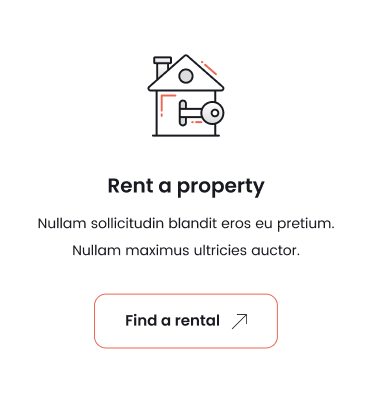 Rent a property
Nullam sollicitudin blandit eros eu pretium.
Nullam maximus ultricies auctor.
Find a rental